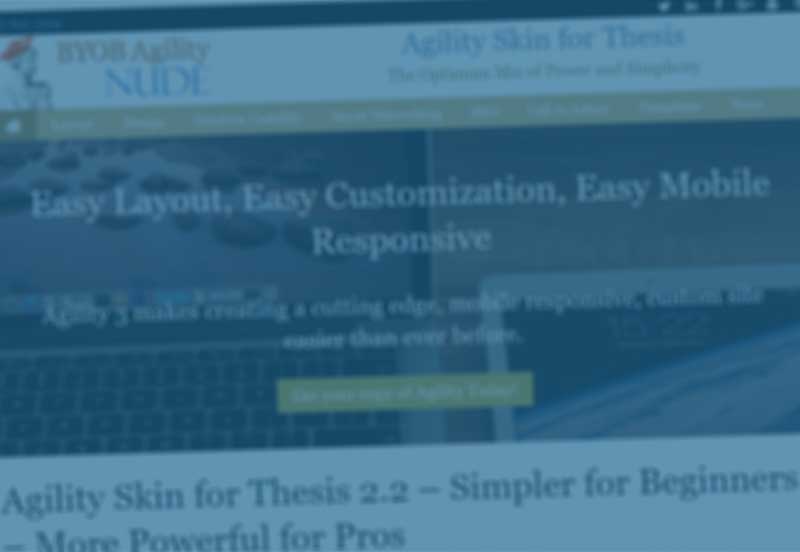 BYOB Agility
NUDE
Agility Skin for Thesis
The Optimum Mix of Power and Simplicity
Easy Layout, Easy Customization, Easy Mobile
Responsive
Agility 3 makes creating a cutting edge, mobile responsive, custom site
easier than ever before.
Get your copy of Agility Today!
Agility Skin for Thesis 2.2 – Simpler for Beginners
– More Powerful for Pros